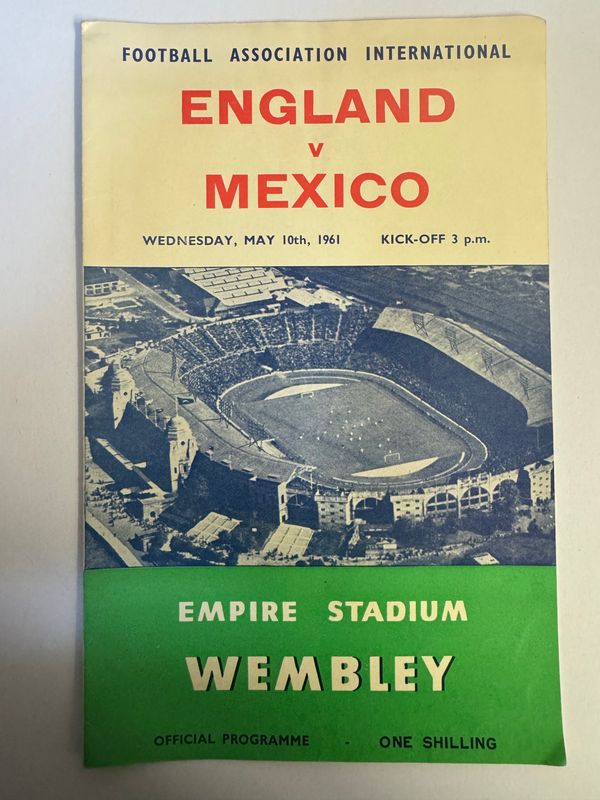 FOOTBALL ASSOCIATION INTERNATIONAL
ENGLAND
v
MEXICO
WEDNESDAY, MAY 10th, 1961 KICK-OFF 3 p.m.
EMPIRE STADIUM
WEMBLEY
OFFICIAL PROGRAMME - ONE SHILLING